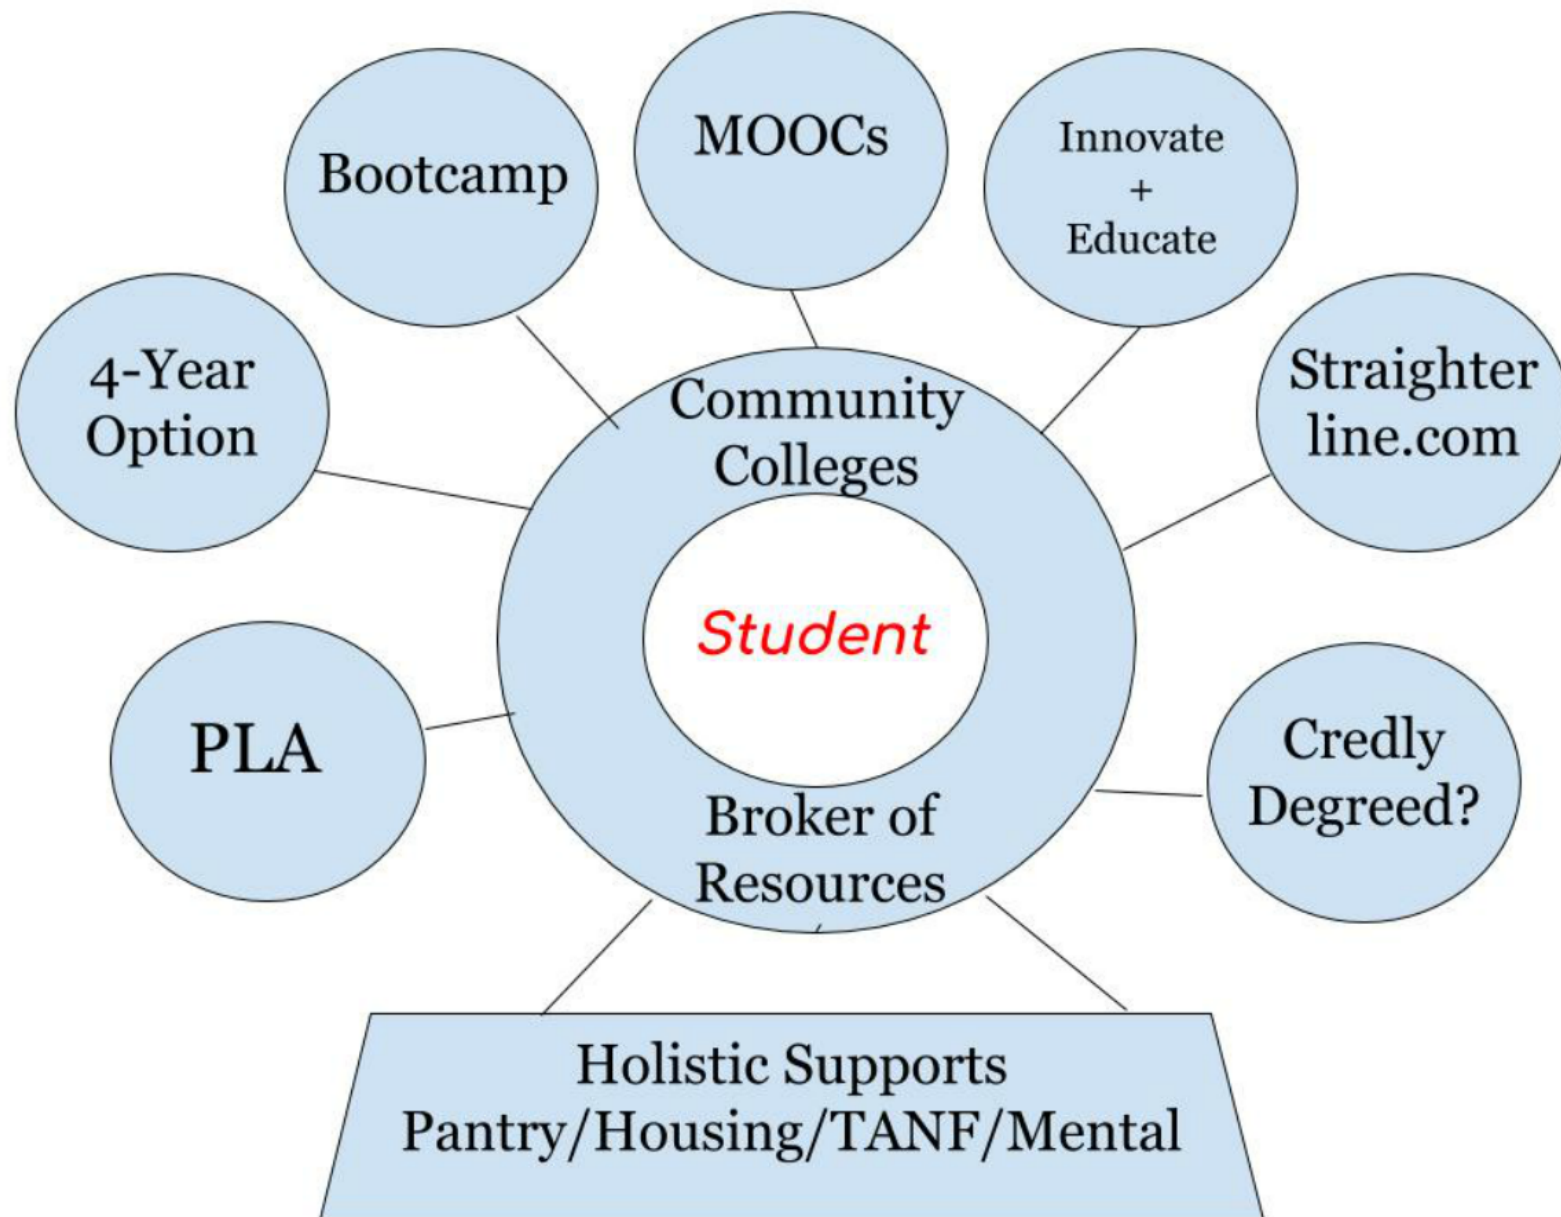 MOOCs
Bootcamp
Innovate
+
Educate
4-Year
Option
Straighter
line.com
Community
Colleges
Student
PLA
Credly
Degreed?
Broker of
Resources
Holistic Supports
Pantry/Housing/TANF/Mental